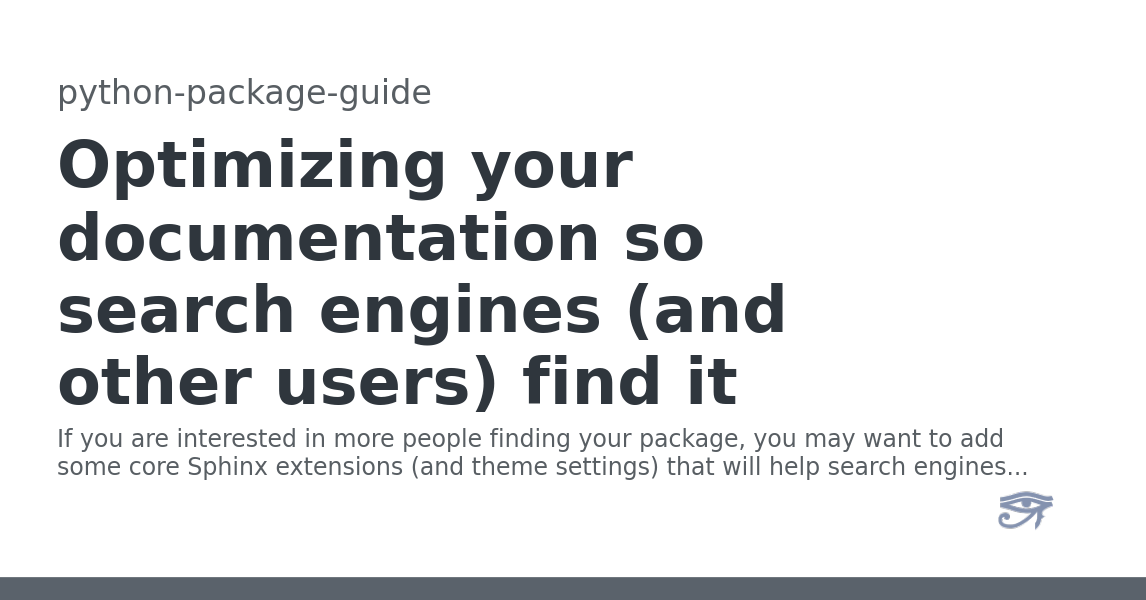 python-package-guide
Optimizing your
documentation so
search engines (and
other users) find it
If you are interested in more people finding your package, you may want to add
some core Sphinx extensions (and theme settings) that will help search engines...